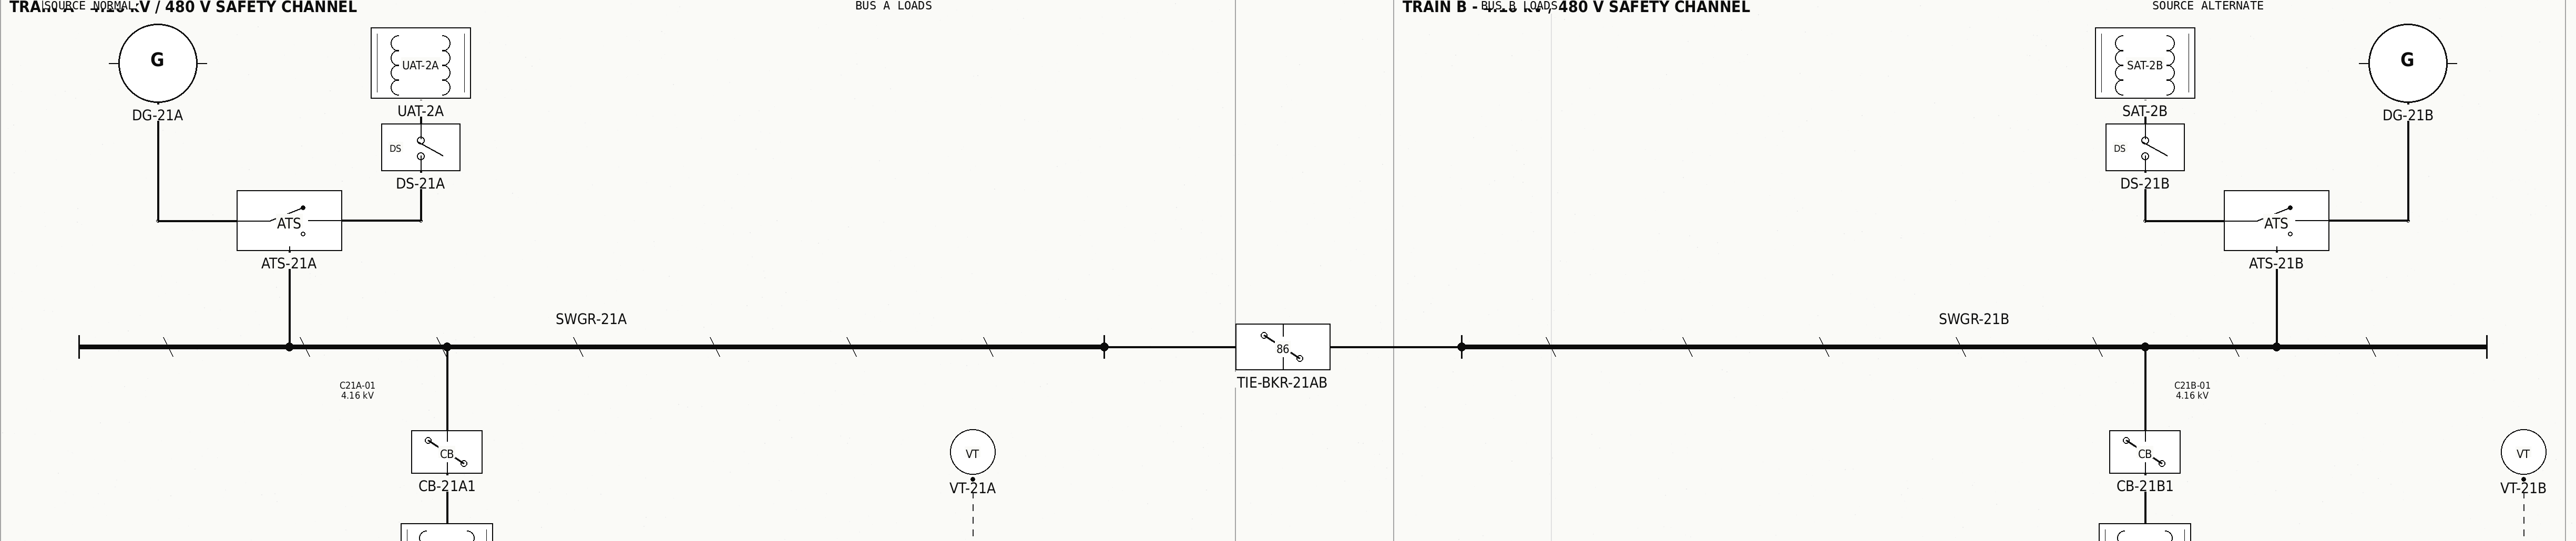 SOURCE NORMAL
/ 480 V SAFETY CHANNEL
BUS A LOADS
TRAIN B -
BUS B LOADS
/ 480 V SAFETY CHANNEL
SOURCE ALTERNATE
G
DG-21A
UAT-2A
UAT-2A
DS
DS-21A
ATS
ATS-21A
SAT-2B
SAT-2B
DS
DS-21B
G
DG-21B
ATS
ATS-21B
SWGR-21A
SWGR-21B
86
TIE-BKR-21AB
C21A-01
4.16 kV
C21B-01
4.16 kV
CB
CB-21A1
VT
VT-21A
CB
CB-21B1
VT
VT-21B